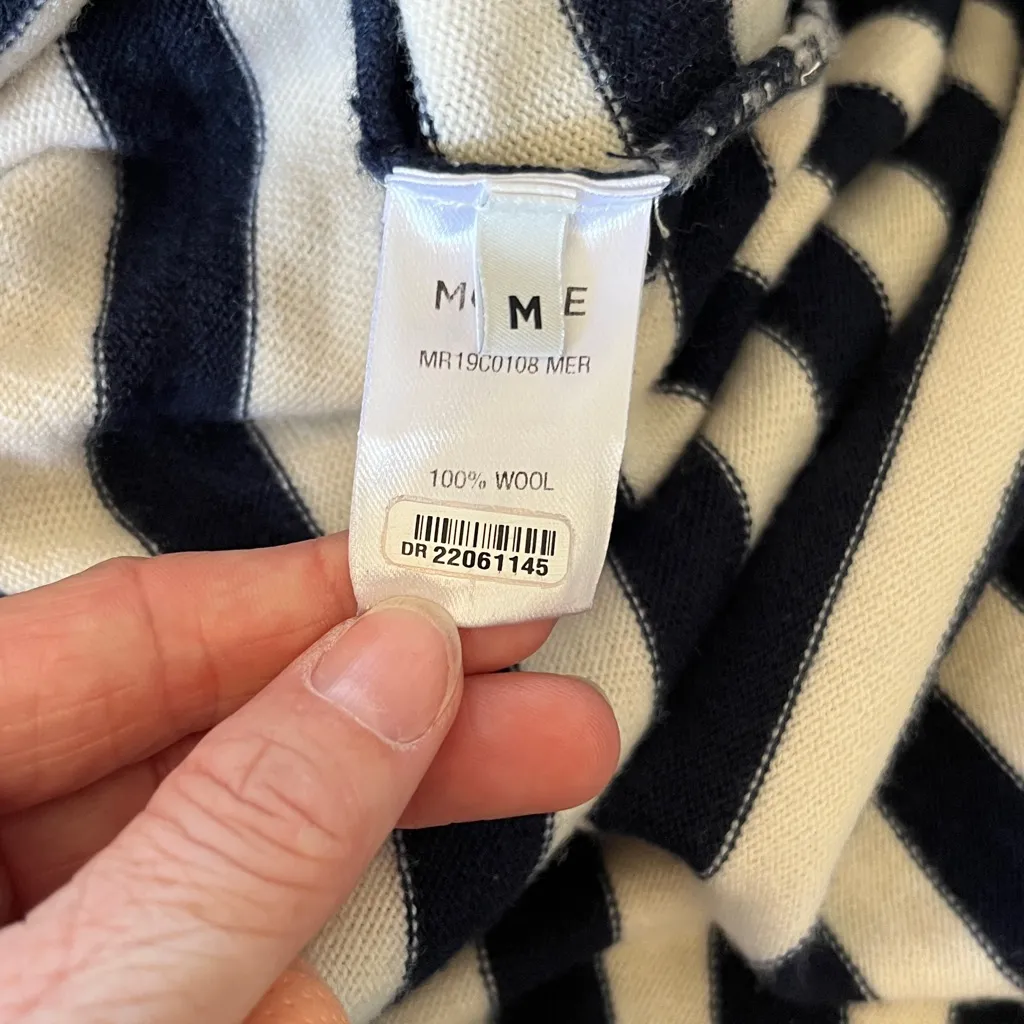 M
MR19C0108 MER
100% WOOL
DR 22061145